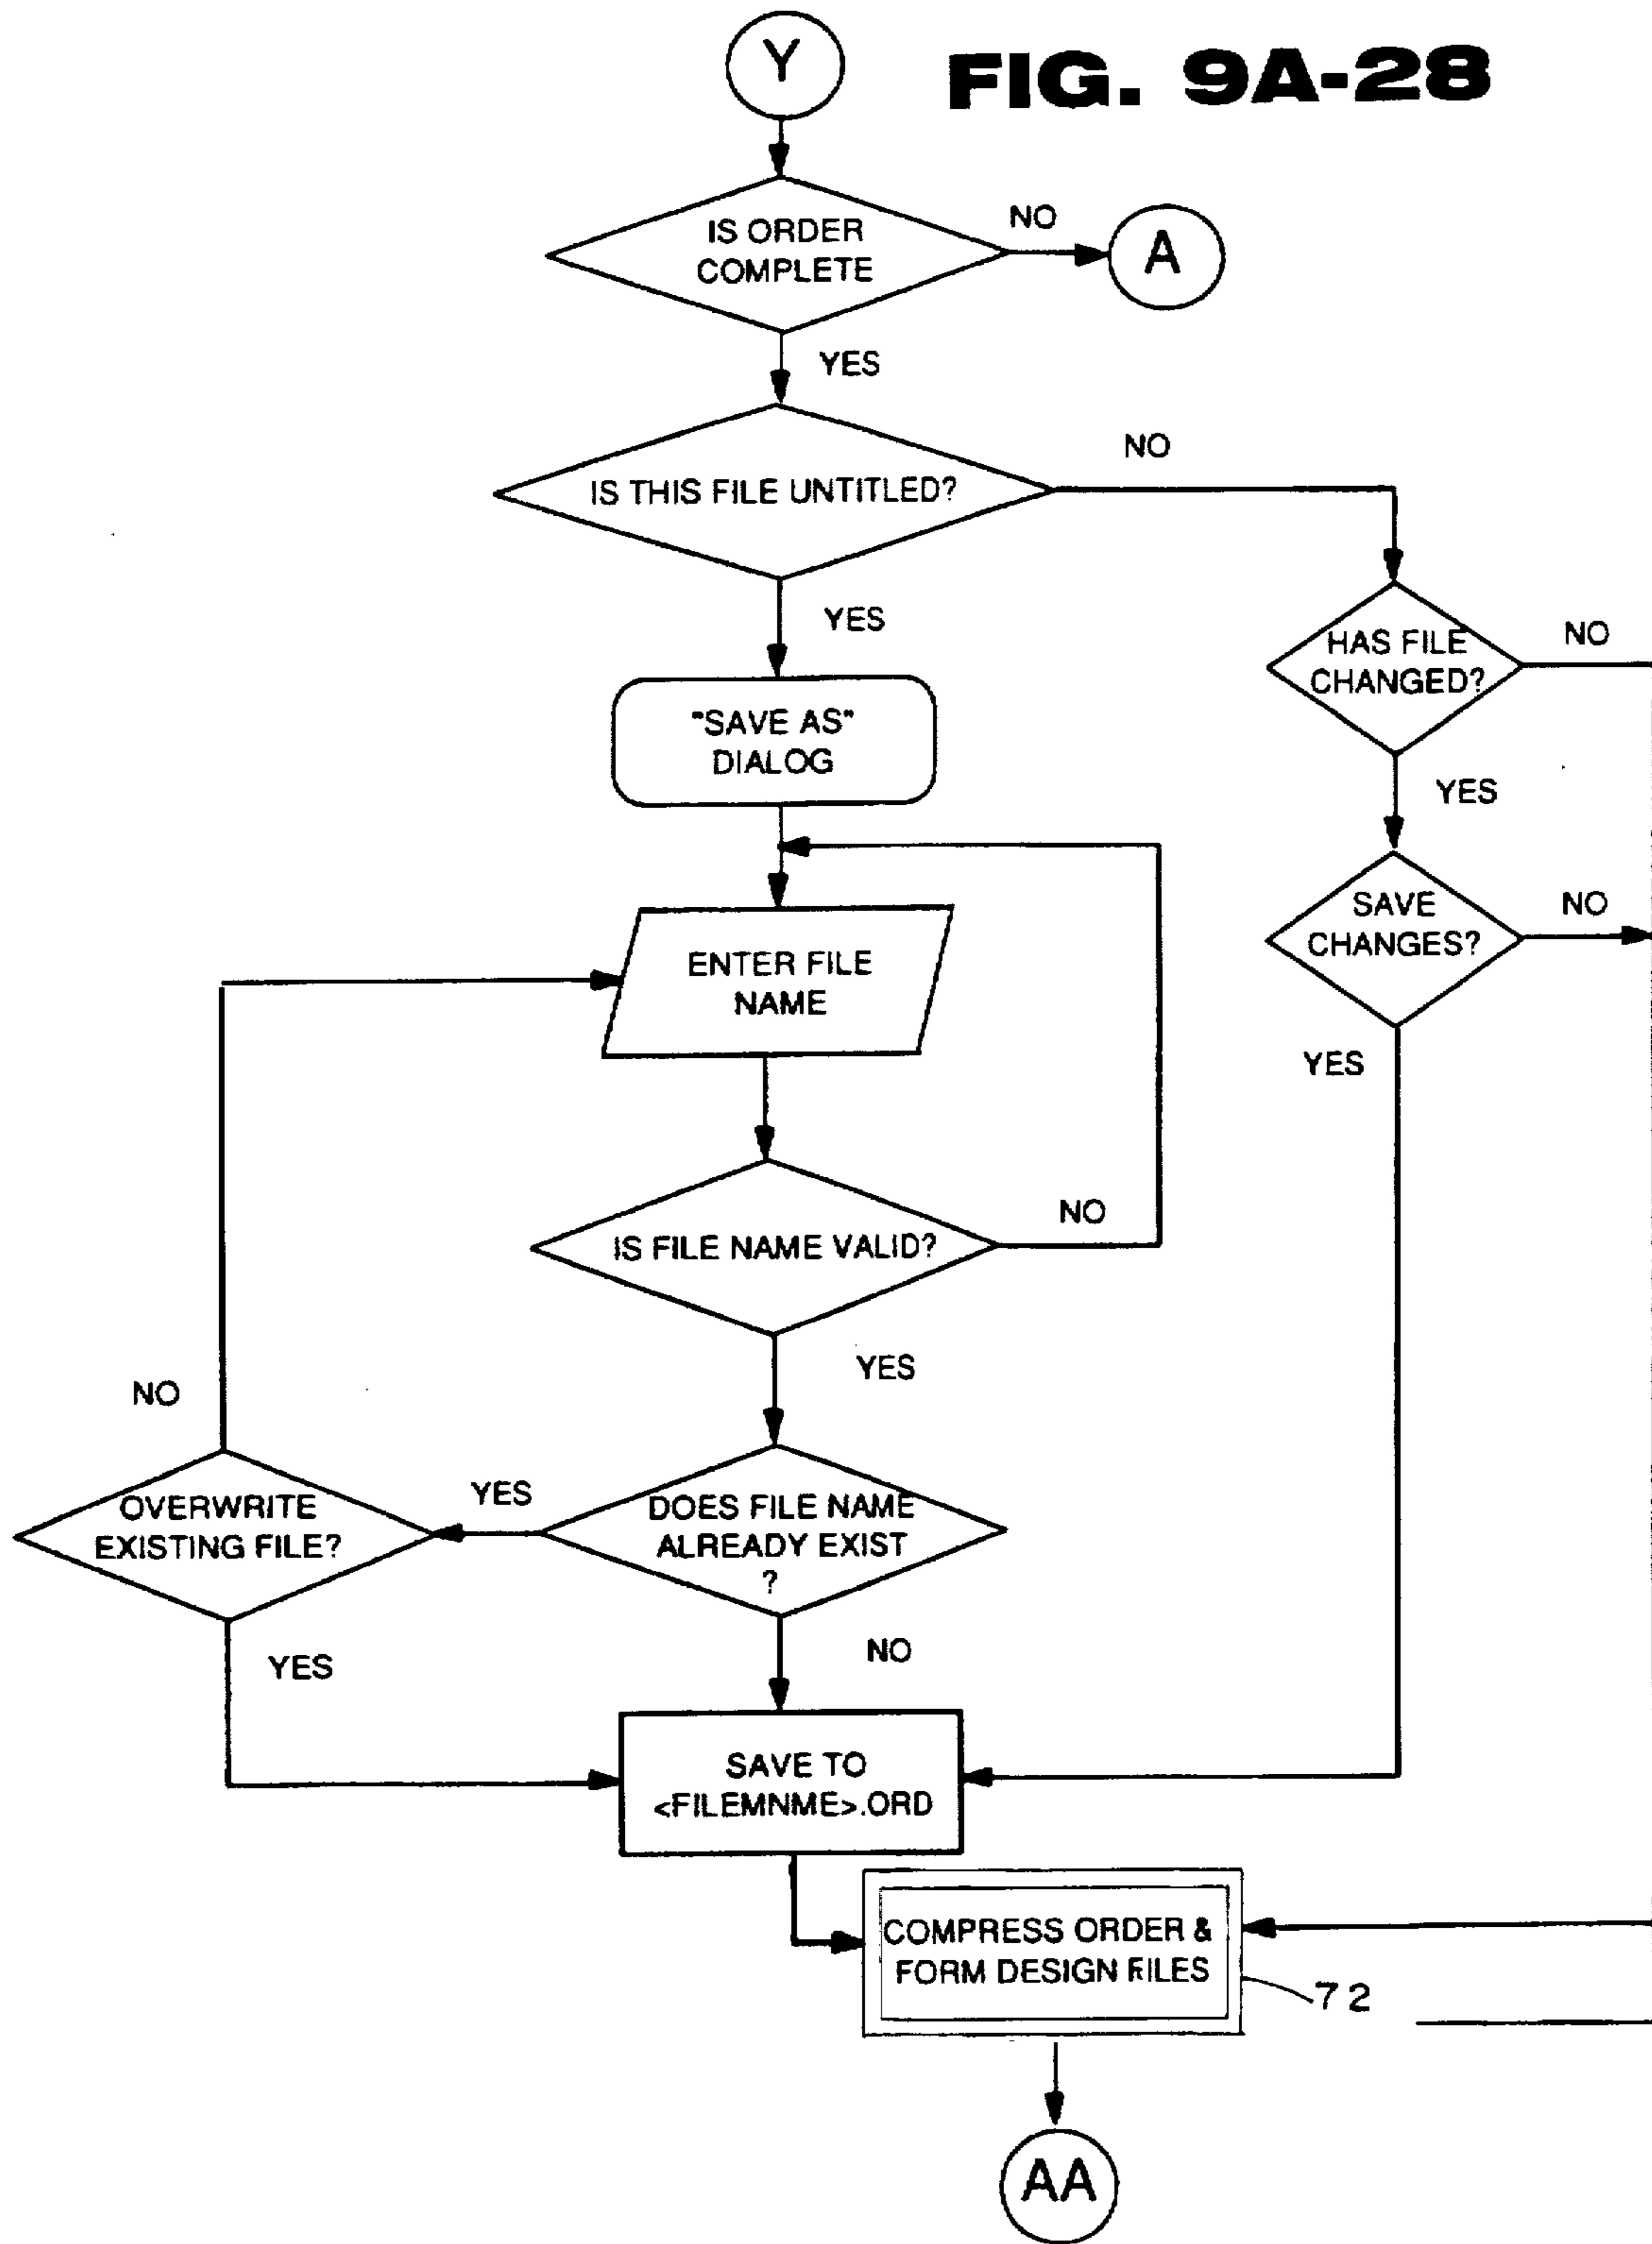 Y
FIG. 9A-28
IS ORDER
COMPLETE
NO
A
YES
IS THIS FILE UNTITLED?
NO
YES
HAS FILE
CHANGED?
NO
"SAVE AS"
DIALOG
YES
SAVE
CHANGES?
NO
ENTER FILE
NAME
YES
IS FILE NAME VALID?
NO
YES
NO
OVERWRITE
EXISTING FILE?
YES
DOES FILE NAME
ALREADY EXIST
?
YES
NO
SAVE TO
<FILEMNME>.ORD
COMPRESS ORDER &
FORM DESIGN FILES
72
AA